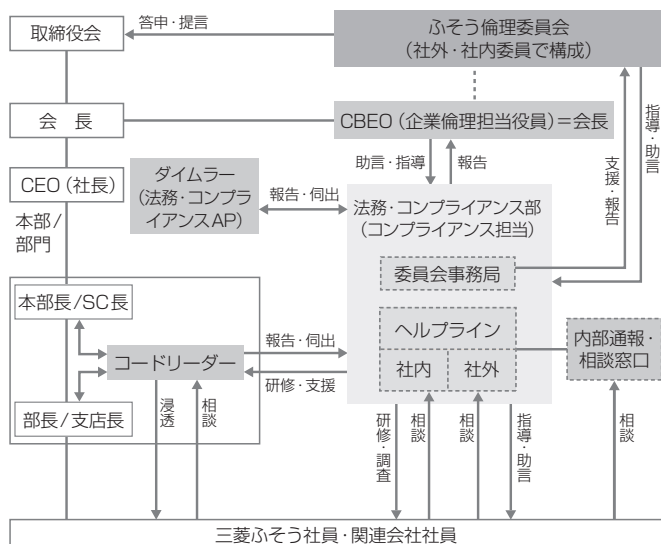 取締役会
答申・提言
ふそう倫理委員会
(社外・社内委員で構成)
会 長
CBEO(企業倫理担当役員)=会長
CEO(社長)
ダイムラー
(法務・コンプラ
イアンスAP)
報告・伺出
助言・指導
報告
支援・報告
指導・助言
本部/
部門
法務・コンプライアンス部
(コンプライアンス担当)
委員会事務局
本部長/SC長
コードリーダー
報告・伺出
研修・支援
ヘルプライン
社内
社外
内部通報・
相談窓口
部長/支店長
浸透
相談
研修・調査
相談
相談
指導・助言
相談
三菱ふそう社員・関連会社社員